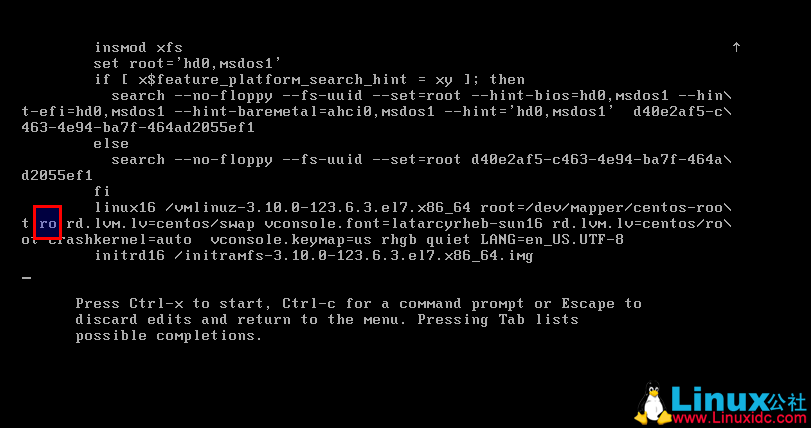 insmod xfs
set root='hd0,msdos1'
if [ x$feature_platform_search_hint = xy ]; then
search --no-floppy --fs-uuid --set=root --hint-bios=hd0,msdos1 --hin\
t-efi=hd0,msdos1 --hint-baremetal=ahci0,msdos1 --hint='hd0,msdos1'  d40e2af5-c\
463-4e94-ba7f-464ad2055ef1
else
search --no-floppy --fs-uuid --set=root d40e2af5-c463-4e94-ba7f-464a\
d2055ef1
fi
linux16 /vmlinuz-3.10.0-123.6.3.el7.x86_64 root=/dev/mapper/centos-roo\
t ro rd.lvm.lv=centos/swap vconsole.font=latarcyrheb-sun16 rd.lvm.lv=centos/ro\
ot crashkernel=auto  vconsole.keymap=us rhgb quiet LANG=en_US.UTF-8
initrd16 /initramfs-3.10.0-123.6.3.el7.x86_64.img
Press Ctrl-x to start, Ctrl-c for a command prompt or Escape to
discard edits and return to the menu. Pressing Tab lists
possible completions.
Linux公社
www.Linuxidc.com